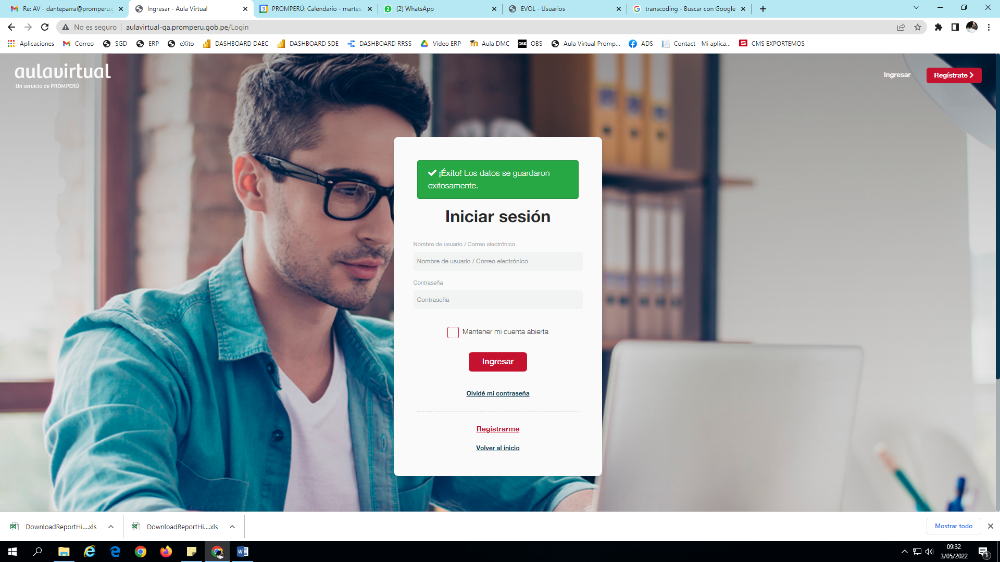 Re: AV - danteparra@promperu.g
Ingresar - Aula Virtual
PROMPERÚ: Calendario - martes,
(2) WhatsApp
EVOL - Usuarios
transcoding - Buscar con Google
No es seguro
aulavirtual-qa.promperu.gob.pe/Login
Aplicaciones
Correo
SGD
ERP
eXito
DASHBOARD DAEC
DASHBOARD SDE
DASHBOARD RRSS
Video ERP
Aula DMC
OBS
OBS
Aula Virtual Promp...
ADS
Contact - Mi aplica...
S
CMS EXPORTEMOS
aulavirtual
Un servicio de PROMPERÚ
Ingresar
Regístrate
¡Éxito! Los datos se guardaron
exitosamente.
Iniciar sesión
Nombre de usuario / Correo electrónico
Nombre de usuario / Correo electrónico
Contraseña
Contraseña
Mantener mi cuenta abierta
Ingresar
Olvidé mi contraseña
Registrarme
Volver al inicio
DownloadReportHi....xls
DownloadReportHi....xls
Mostrar todo
09:32
3/05/2022
1